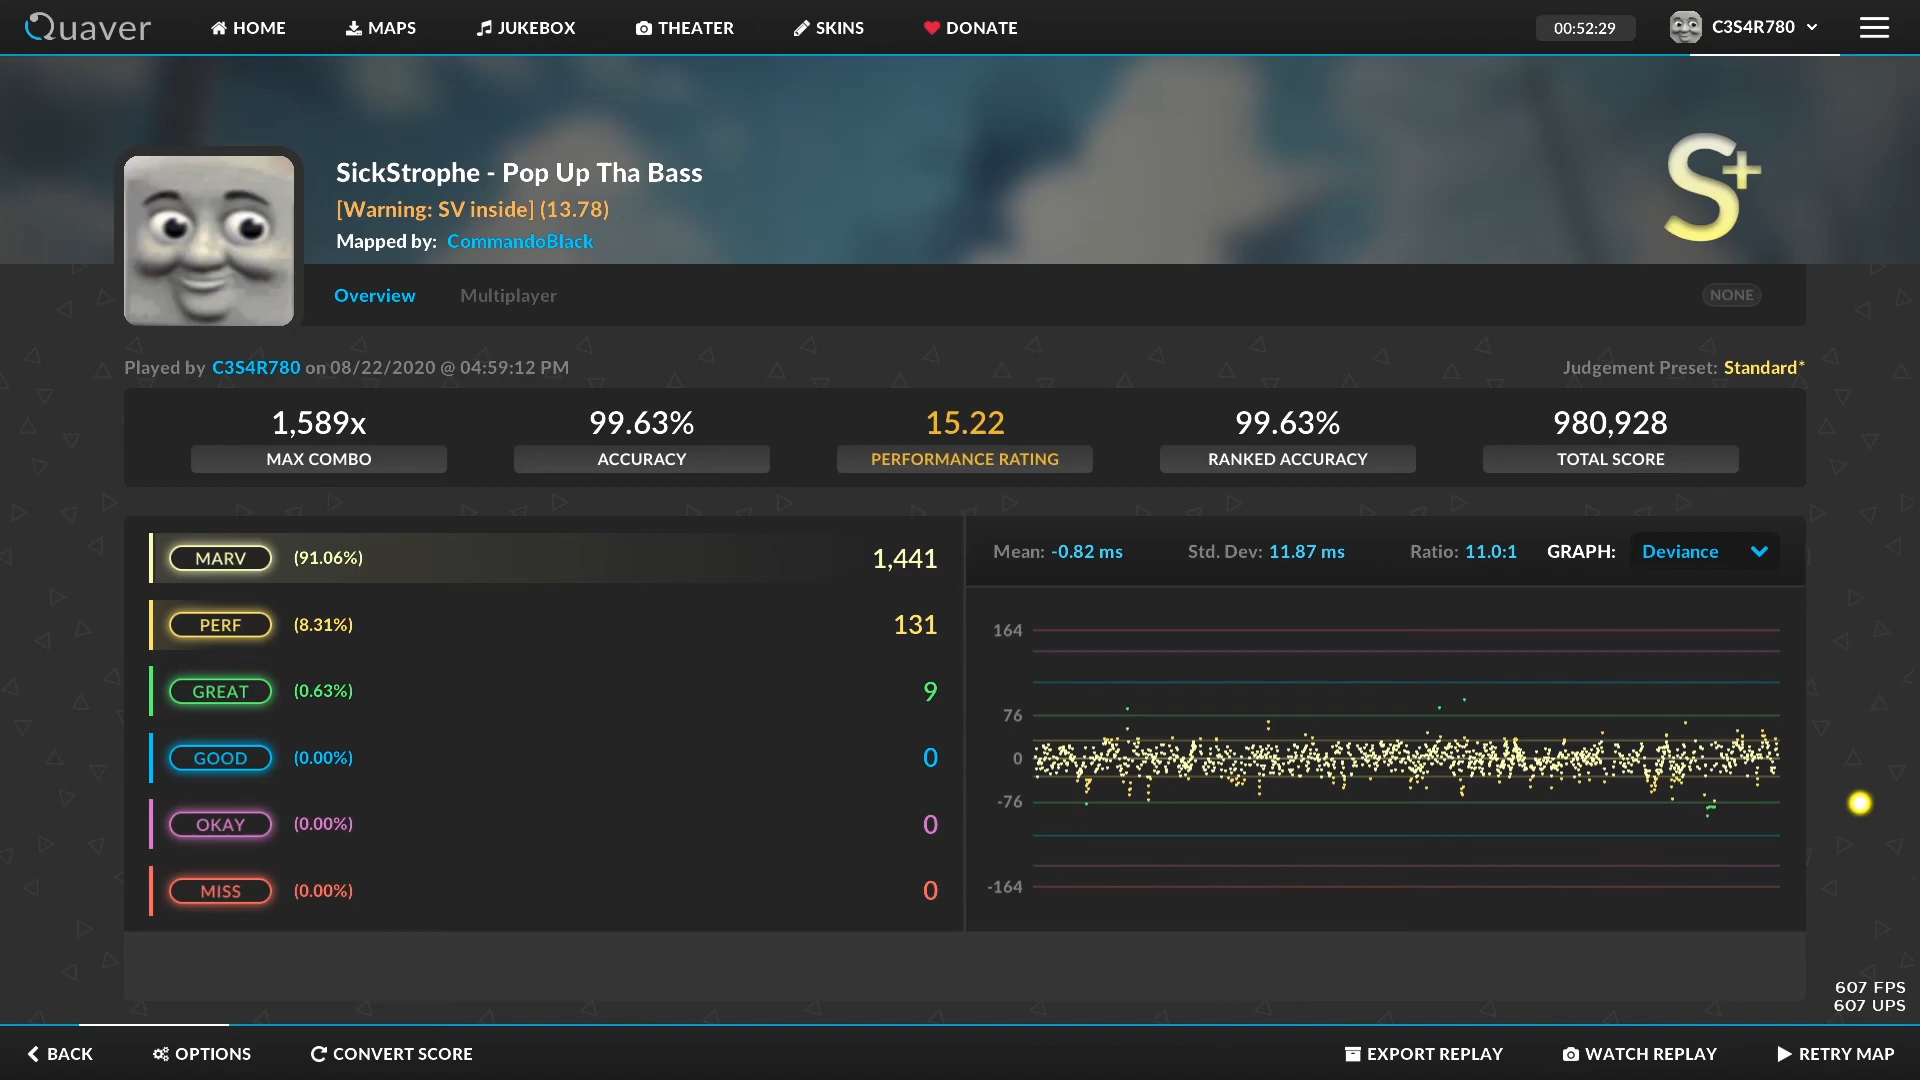 Quaver HOME MAPS JUKEBOX THEATER SKINS DONATE 00:52:29 C3S4R780
SickStrophe - Pop Up Tha Bass
[Warning: SV inside] (13.78)
Mapped by: CommandoBlack
S+
Overview Multiplayer NONE
Played by C3S4R780 on 08/22/2020 @ 04:59:12 PM Judgement Preset: Standard*
1,589x 99.63% 15.22 99.63% 980,928
MAX COMBO ACCURACY PERFORMANCE RATING RANKED ACCURACY TOTAL SCORE
MARV (91.06%) 1,441
PERF (8.31%) 131
GREAT (0.63%) 9
GOOD (0.00%) 0
OKAY (0.00%) 0
MISS (0.00%) 0
Mean: -0.82 ms Std. Dev: 11.87 ms Ratio: 11.0:1 GRAPH: Deviance
164
76
0
-76
-164
607 FPS
607 UPS
BACK OPTIONS CONVERT SCORE EXPORT REPLAY WATCH REPLAY RETRY MAP